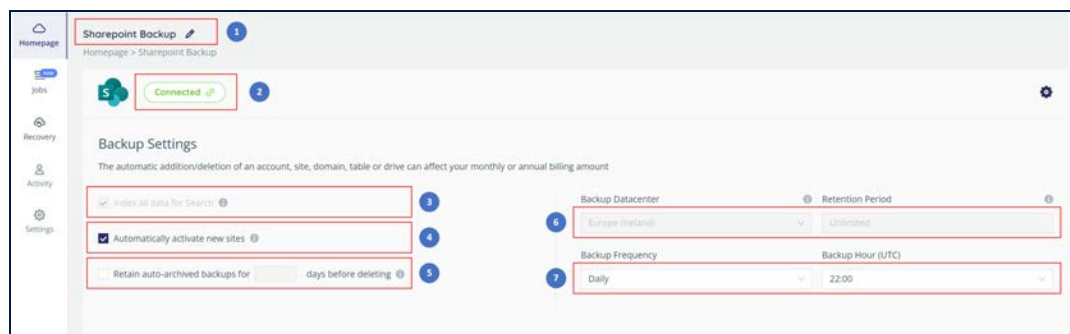 Homepage
Jobs
Recovery
Activity
Settings
Sharepoint Backup 1
Homepage > Sharepoint Backup
S Connected 2
Backup Settings
The automatic addition/deletion of an account, site, domain, table or drive can affect your monthly or annual billing amount
Index all data for Search 3
Automatically activate new sites 4
Retain auto-archived backups for days before deleting 5
Backup Datacenter Retention Period
6 Europe (Ireland) Unlimited
Backup Frequency Backup Hour (UTC)
7 Daily 22:00